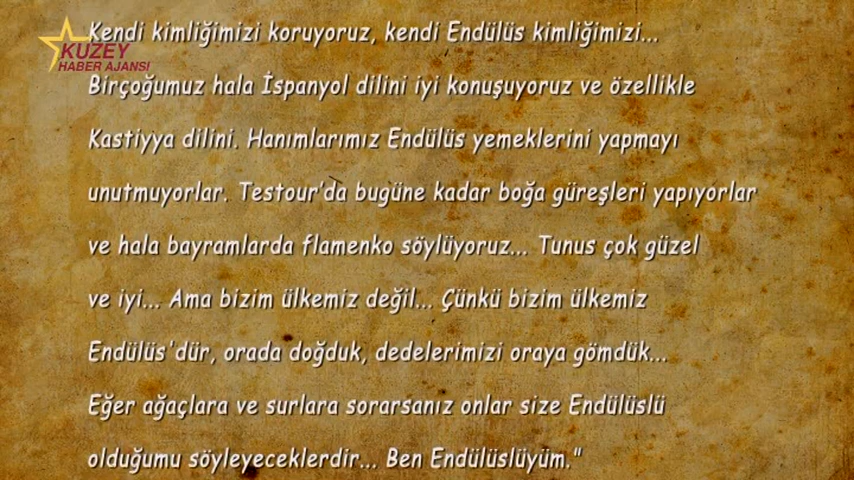 Kendi kimliğimizi koruyoruz, kendi Endülüs kimliğimizi...
KUZEY
HABER AJANSI
Birçoğumuz hala İspanyol dilini iyi konuşuyoruz ve özellikle
Kastiyya dilini. Hanımlarımız Endülüs yemeklerini yapmayı
unutmuyorlar. Testour'da bugüne kadar boğa güreşleri yapıyorlar
ve hala bayramlarda flamenko söylüyoruz... Tunus çok güzel
ve iyi... Ama bizim ülkemiz değil... Çünkü bizim ülkemiz
Endülüs'dür, orada doğduk, dedelerimizi oraya gömdük...
Eğer ağaçlara ve surlara sorarsanız onlar size Endülüslü
olduğumu söyleyeceklerdir... Ben Endülüslüyüm."